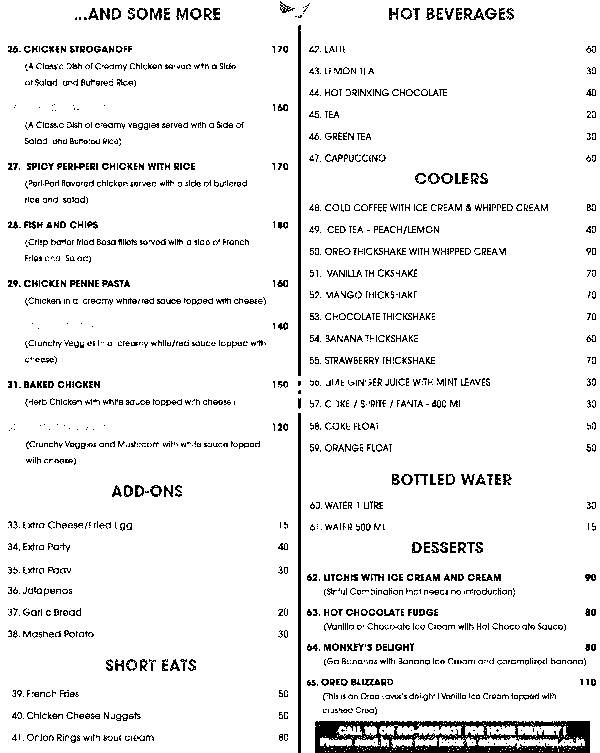 ...AND SOME MORE
25. CHICKEN STROGANOFF 170
(A Classic Dish of Creamy Chicken served with a Side
of Salad and Buttered Rice)
160
(A Classic Dish of creamy veggies served with a Side of
Salad and Buttered Rice)
27. SPICY PERI-PERI CHICKEN WITH RICE 170
(Peri-Peri flavored chicken served with a side of buttered
rice and salad)
28. FISH AND CHIPS 180
(Crisp batter fried Basa fillets served with a side of French
Fries and Salad)
29. CHICKEN PENNE PASTA 160
(Chicken in a creamy white/red sauce topped with cheese)
140
(Crunchy Veggies in a creamy white/red sauce topped with
cheese)
31. BAKED CHICKEN 150
(Herb Chicken with white sauce topped with cheese)
120
(Crunchy Veggies and Mushroom with white sauce topped
with cheese)
ADD-ONS
33. Extra Cheese/Fried Egg 15
34. Extra Patty 40
35. Extra Paav 30
36. Jalapenos
37. Garlic Bread 20
38. Mashed Potato 30
SHORT EATS
39. French Fries 50
40. Chicken Cheese Nuggets 50
41. Onion Rings with sour cream 80
HOT BEVERAGES
42. LATTE 60
43. LEMON TEA 30
44. HOT DRINKING CHOCOLATE 40
45. TEA 20
46. GREEN TEA 30
47. CAPPUCCINO 60
COOLERS
48. COLD COFFEE WITH ICE CREAM & WHIPPED CREAM 80
49. ICED TEA - PEACH/LEMON 40
50. OREO THICKSHAKE WITH WHIPPED CREAM 90
51. VANILLA THICKSHAKE 70
52. MANGO THICKSHAKE 70
53. CHOCOLATE THICKSHAKE 70
54. BANANA THICKSHAKE 60
55. STRAWBERRY THICKSHAKE 70
56. LIME GINGER JUICE WITH MINT LEAVES 30
57. COKE / SPRITE / FANTA - 400 ML 30
58. COKE FLOAT 50
59. ORANGE FLOAT 50
BOTTLED WATER
60. WATER 1 LITRE 30
61. WATER 500 ML 15
DESSERTS
62. LITCHIS WITH ICE CREAM AND CREAM 90
(Sinful Combination that needs no introduction)
63. HOT CHOCOLATE FUDGE 80
(Vanilla or Chocolate Ice Cream with Hot Chocolate Sauce)
64. MONKEY'S DELIGHT 80
(Go Bananas with Banana Ice Cream and caramelized banana)
65. OREO BLIZZARD 110
(This is an Oreo Lover's delight! Vanilla Ice Cream topped with
crushed Oreo)